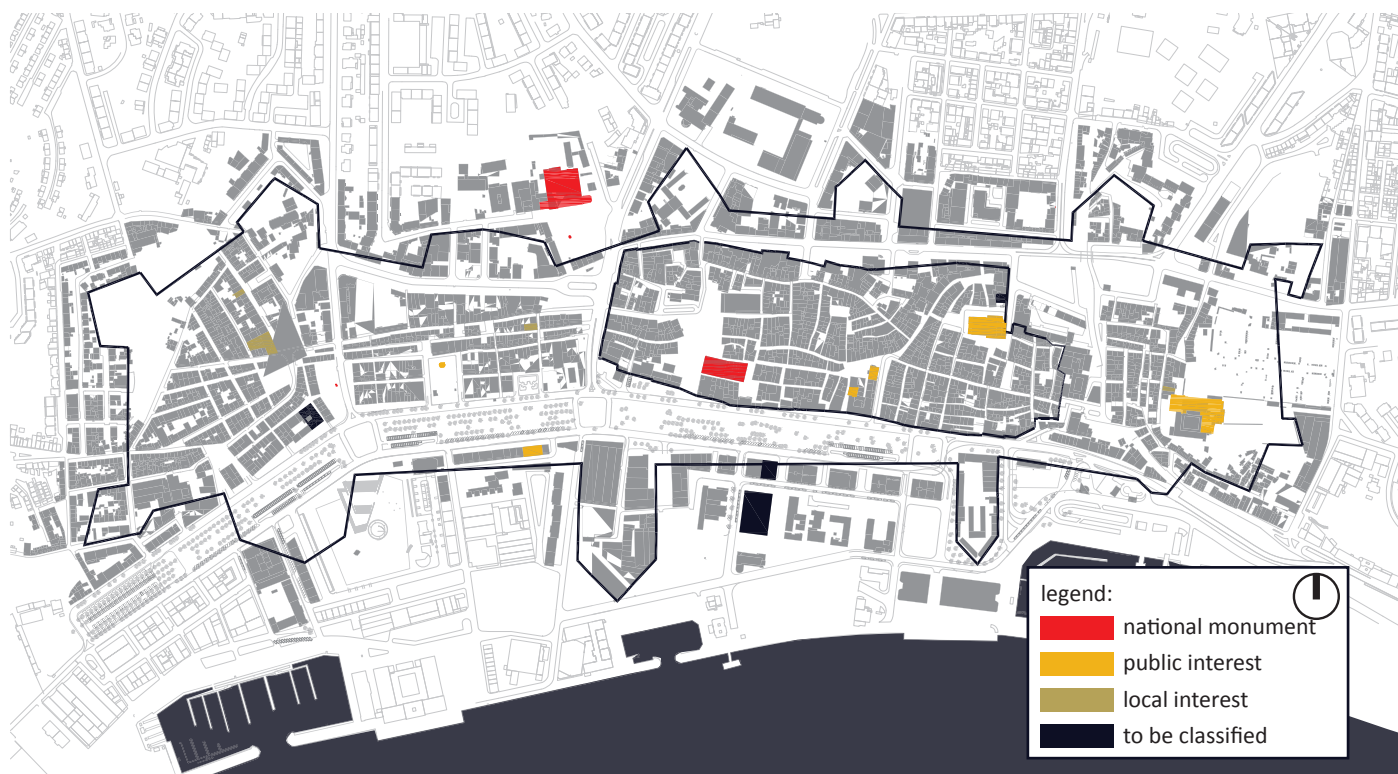 legend:
national monument
public interest
local interest
to be classified